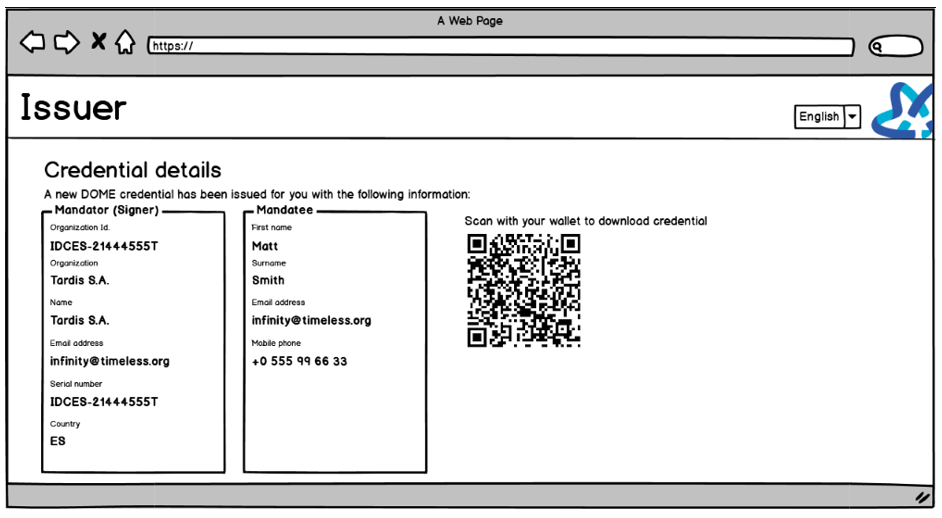 A Web Page
https://
Issuer
English
Credential details
A new DOME credential has been issued for you with the following information:
Mandator (Signer)
Organization Id.
IDCES-21444555T
Organization
Tardis S.A.
Name
Tardis S.A.
Email address
infinity@timeless.org
Serial number
IDCES-21444555T
Country
ES
Mandatee
First name
Matt
Surname
Smith
Email address
infinity@timeless.org
Mobile phone
+0 555 99 66 33
Scan with your wallet to download credential